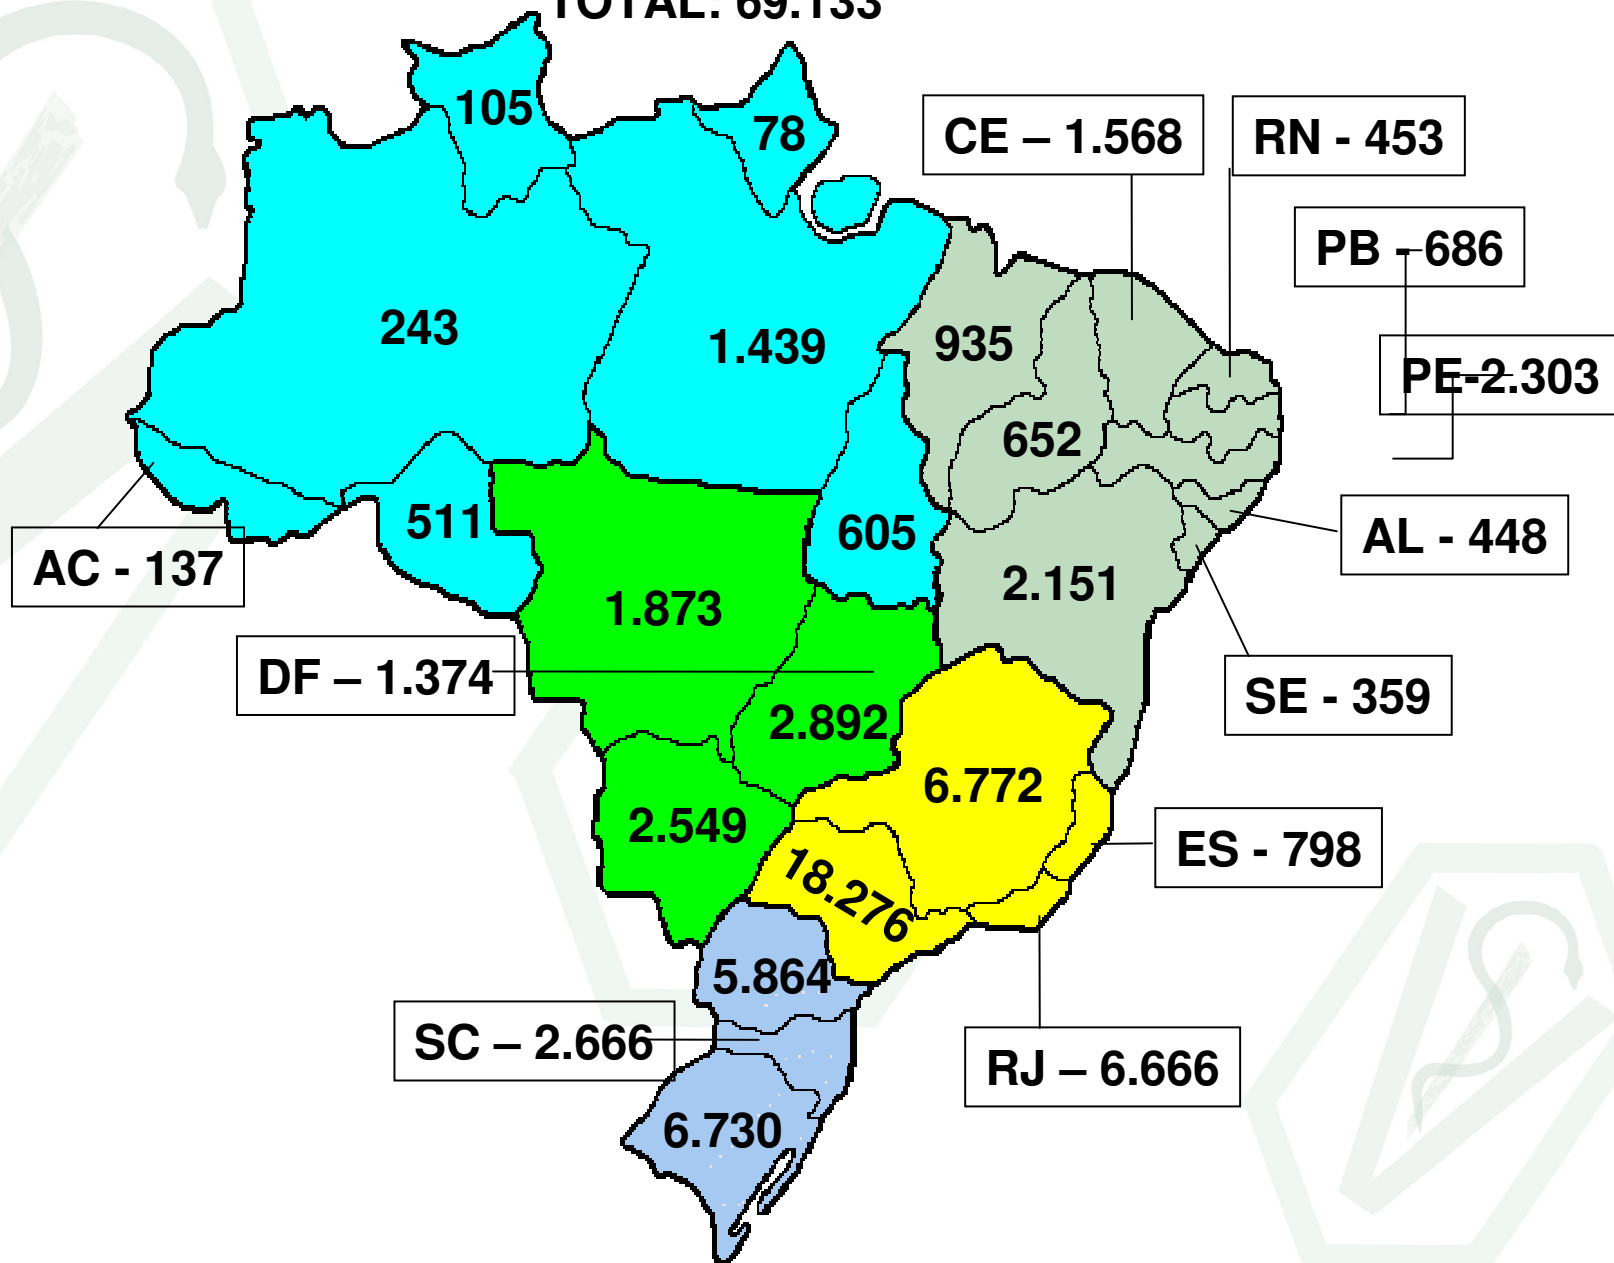 TOTAL: 69.133
105
78
CE – 1.568
RN - 453
PB - 686
243
1.439
935
PE-2.303
652
511
605
AL - 448
AC - 137
2.151
1.873
DF – 1.374
SE - 359
2.892
6.772
2.549
ES - 798
18.276
5.864
SC – 2.666
RJ – 6.666
6.730